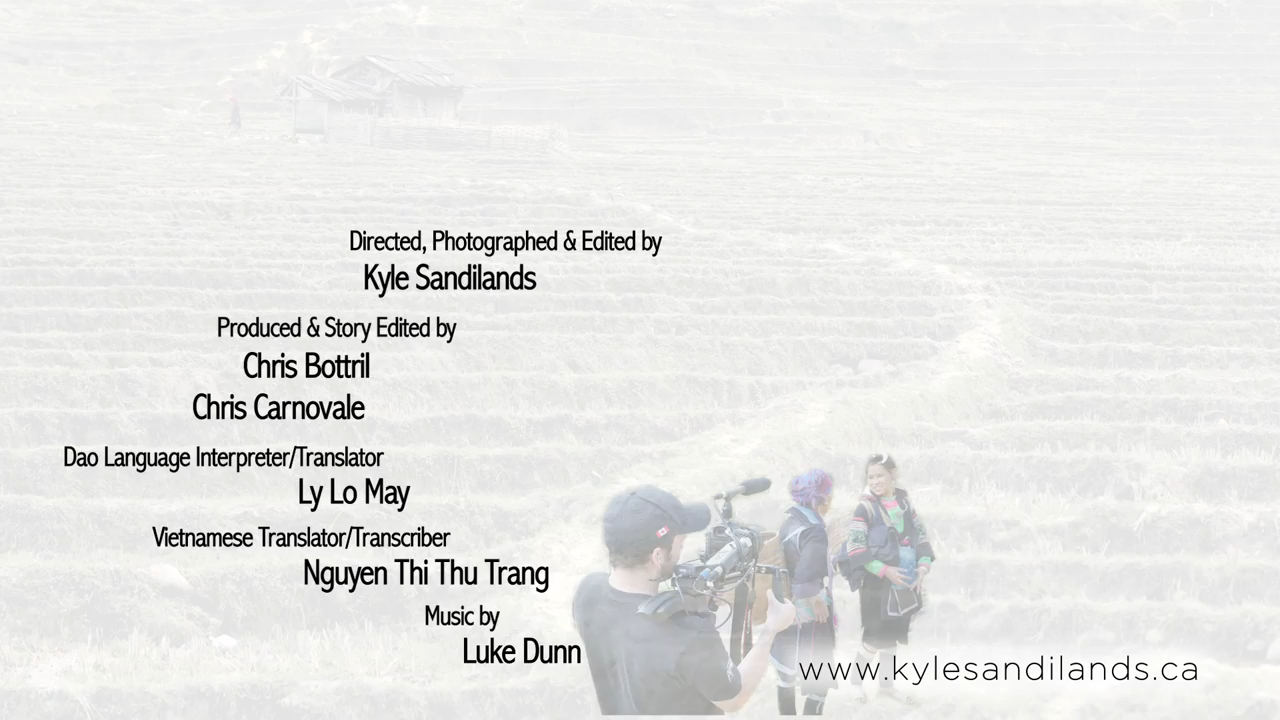 Directed, Photographed & Edited by
Kyle Sandilands
Produced & Story Edited by
Chris Bottril
Chris Carnovale
Dao Language Interpreter/Translator
Ly Lo May
Vietnamese Translator/Transcriber
Nguyen Thi Thu Trang
Music by
Luke Dunn
www.kylesandilands.ca